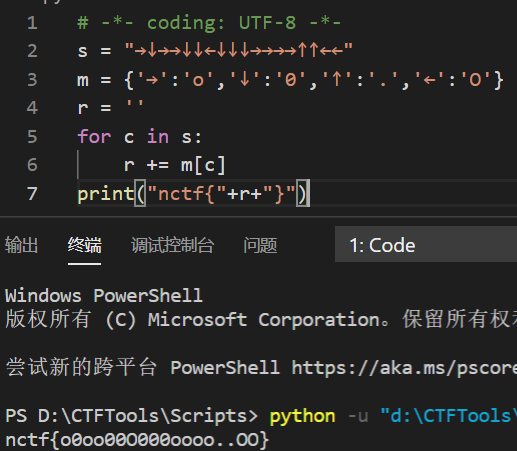 1 # -*- coding: UTF-8 -*-
2 s = "→↓→→↓↓←↓↓↓→→→→↑↑←←"
3 m = {'→':'o','↓':'0','↑':'.','←':'O'}
4 r = ''
5 for c in s:
6     r += m[c]
7 print("nctf{"+r+"}")
输出 终端 调试控制台 问题 1: Code
Windows PowerShell
版权所有 (C) Microsoft Corporation。保留所有权
尝试新的跨平台 PowerShell https://aka.ms/pscore
PS D:\CTFTools\Scripts> python -u "d:\CTFTools\
nctf{o0oo00O000oooo..OO}